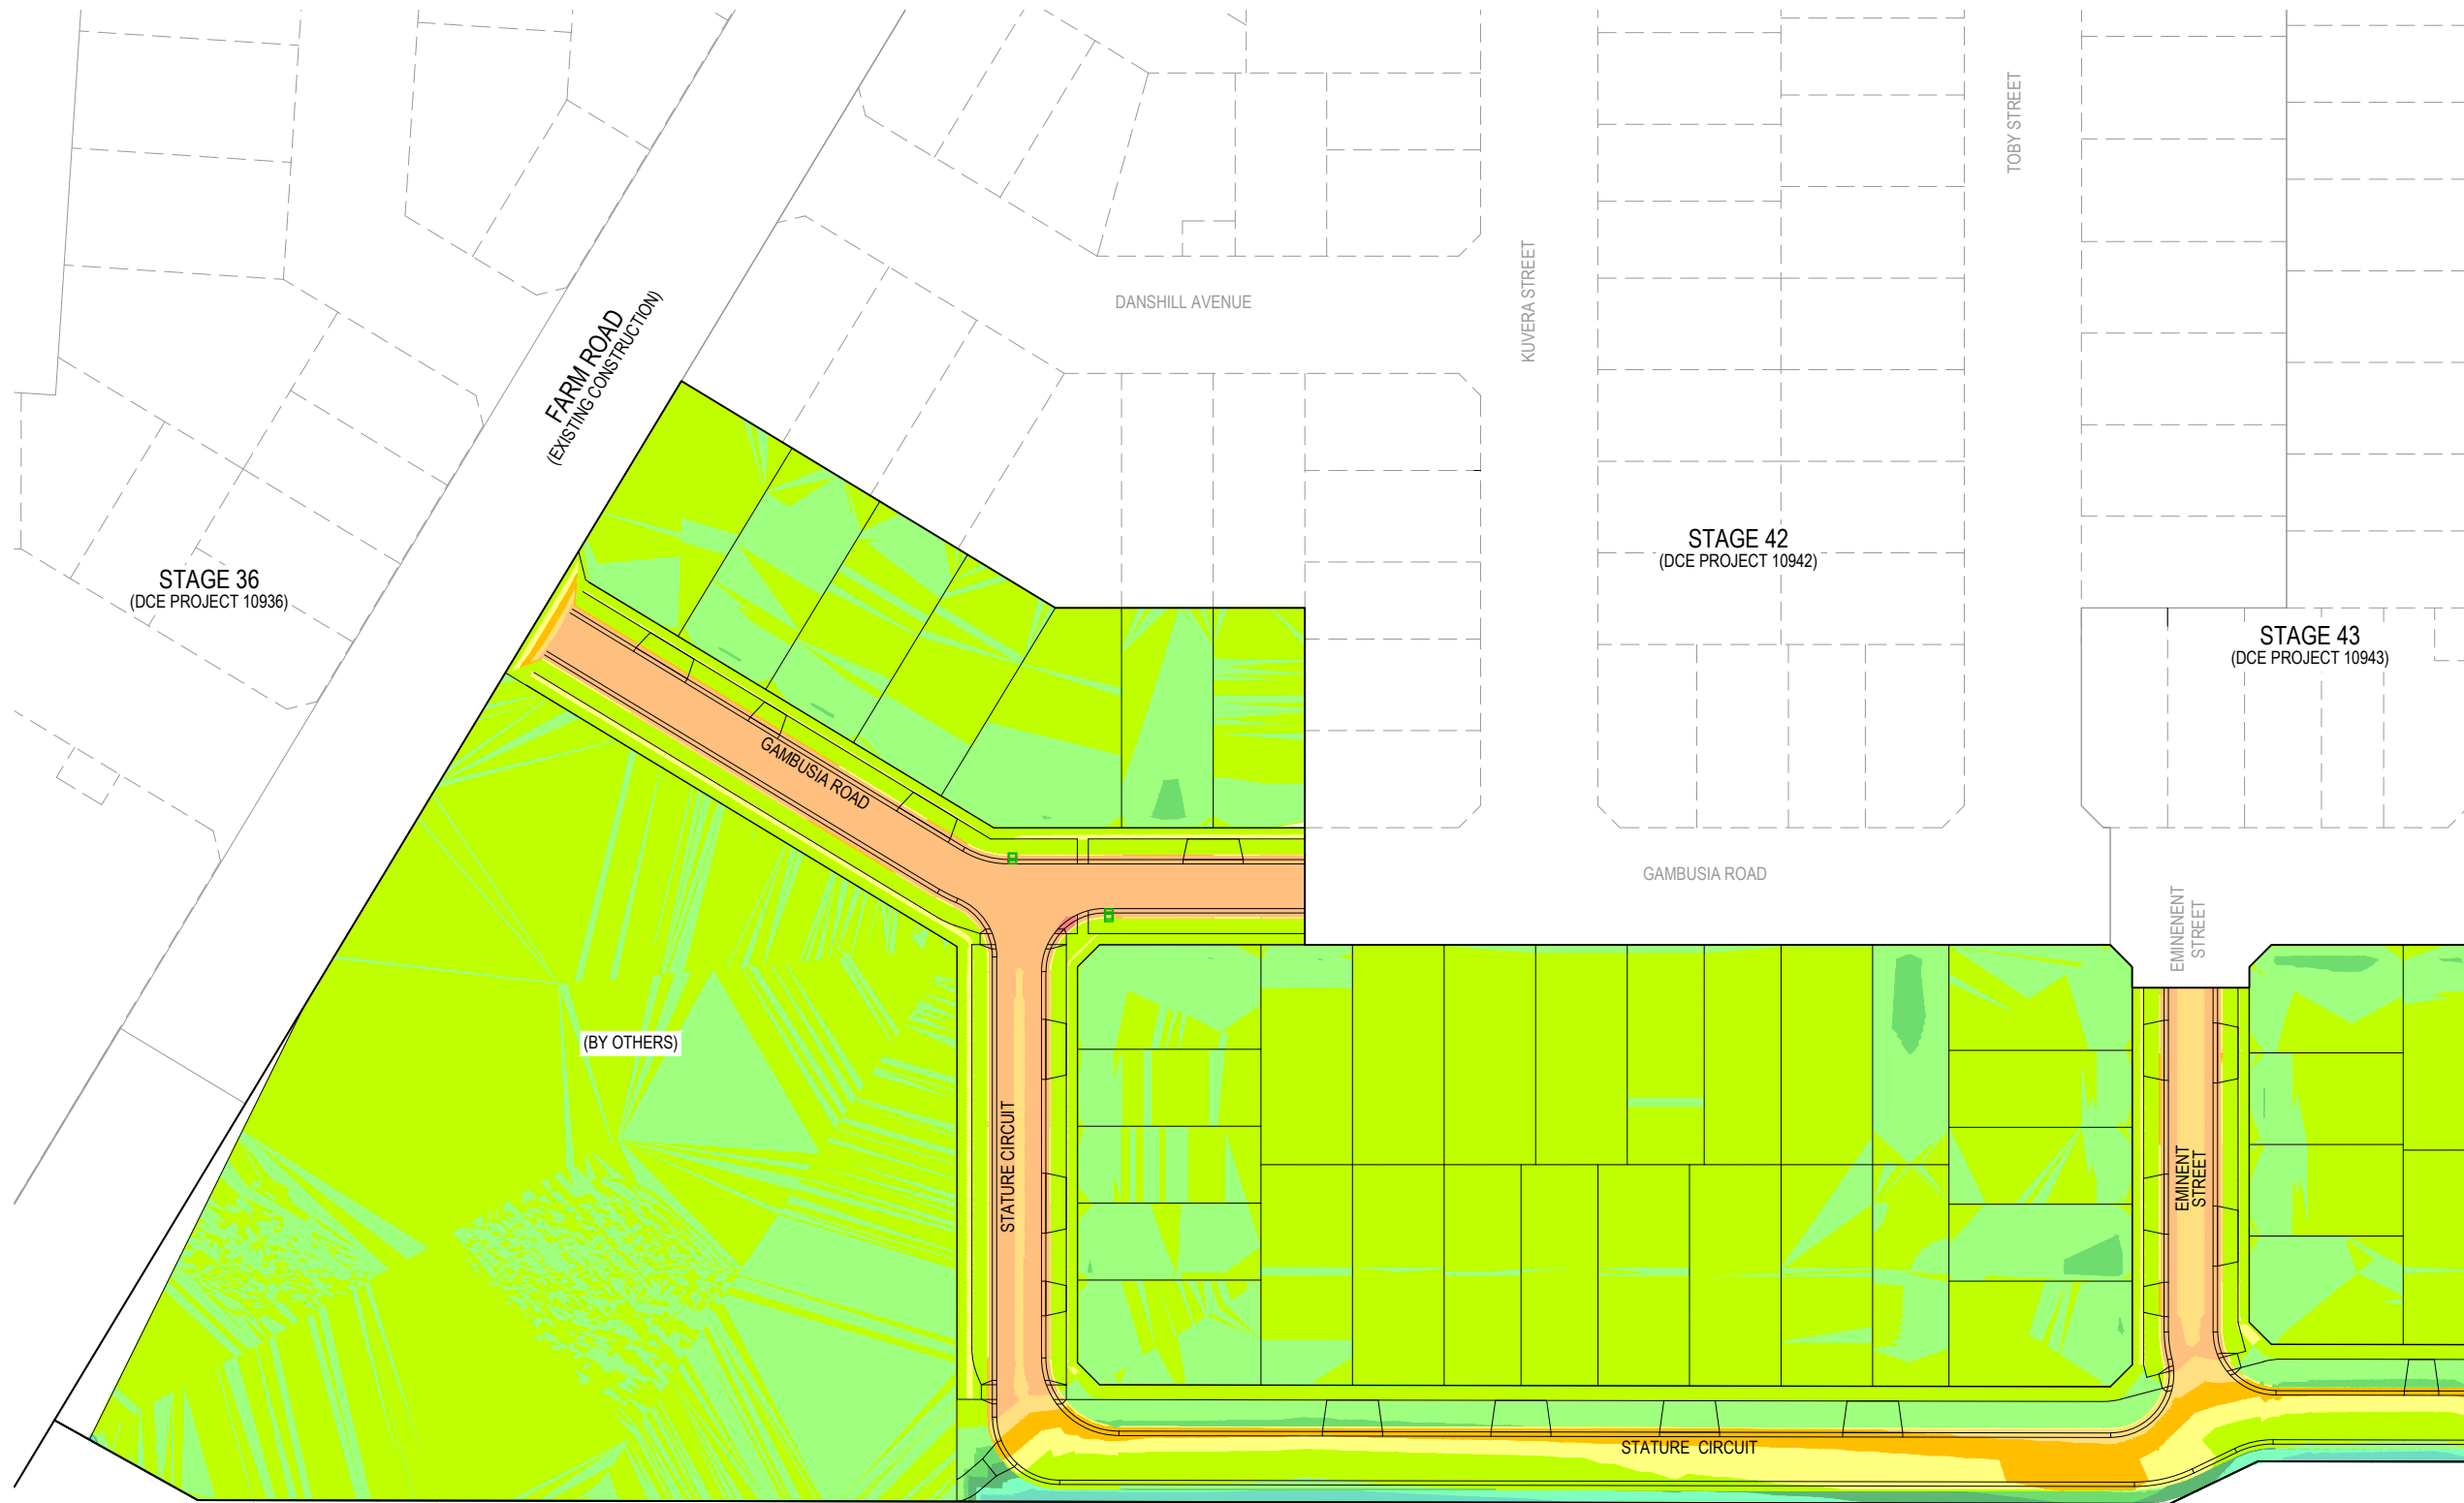 TOBY STREET
DANSHILL AVENUE
KUVERA STREET
FARM ROAD
(EXISTING CONSTRUCTION)
STAGE 42
(DCE PROJECT 10942)
STAGE 36
(DCE PROJECT 10936)
STAGE 43
(DCE PROJECT 10943)
GAMBUSIA ROAD
GAMBUSIA ROAD
EMINENENT
STREET
(BY OTHERS)
STATURE CIRCUIT
EMINENT
STREET
STATURE CIRCUIT